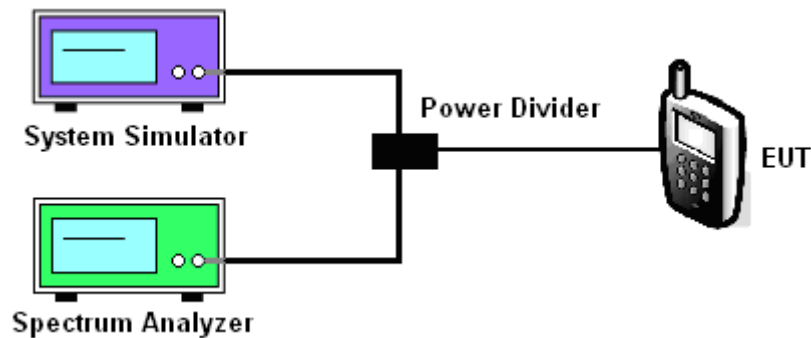 System Simulator
Power Divider
EUT
Spectrum Analyzer